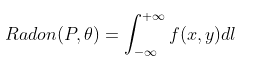 Radon(P, θ) = ∫_{-∞}^{+∞} f(x, y)dl